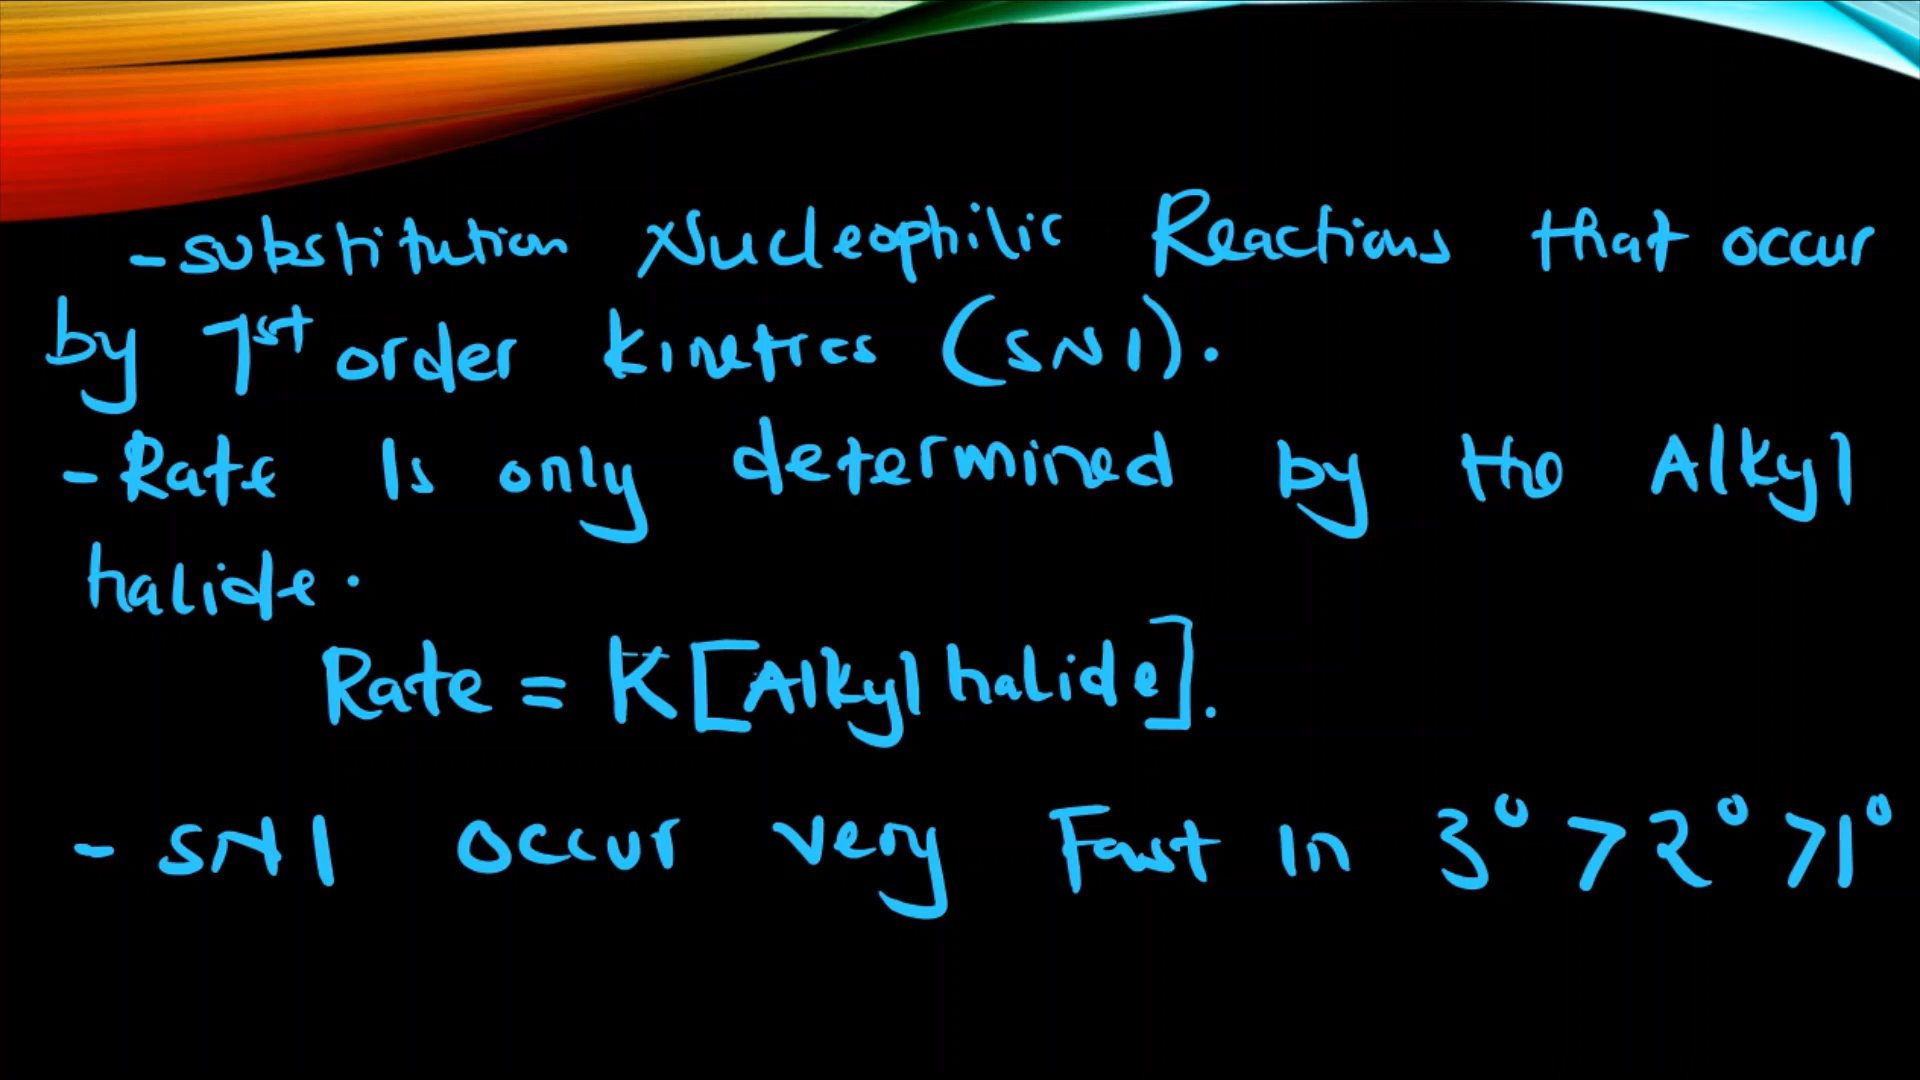 - substitution Nucleophilic Reactions that occur
by 1st order kinetics (SN1).
- Rate Is only determined by the Alkyl
halide.
Rate = K[Alkyl halide].
- SN1 occur very Fast In 3° > 2° > 1°